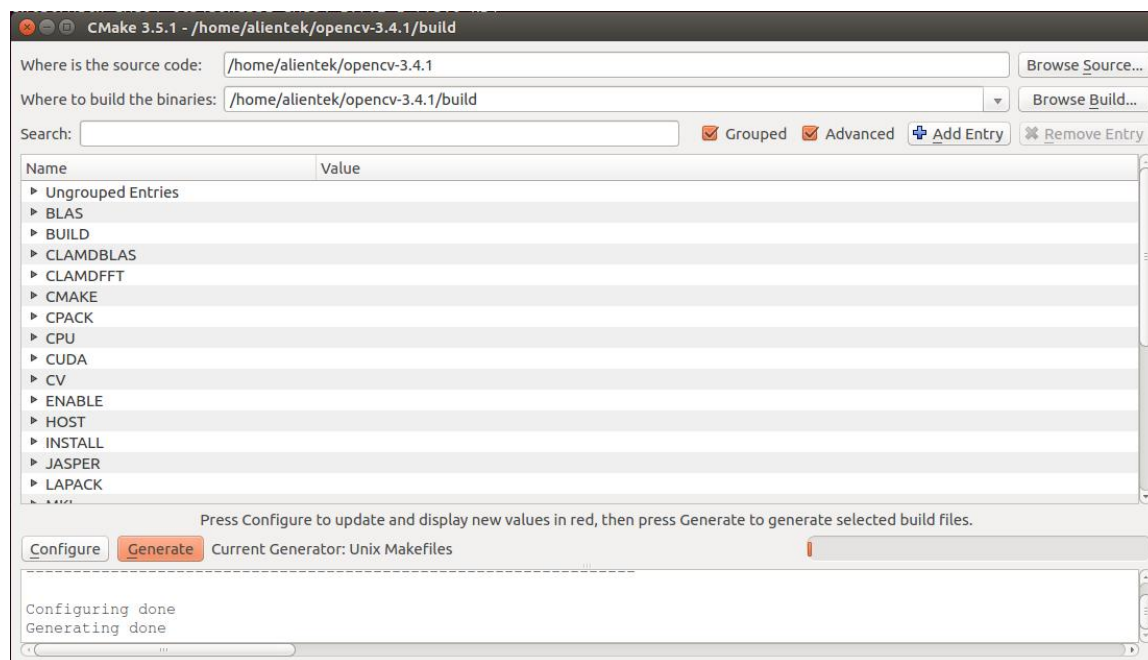 CMake 3.5.1 - /home/alientek/opencv-3.4.1/build
Where is the source code: /home/alientek/opencv-3.4.1 Browse Source...
Where to build the binaries: /home/alientek/opencv-3.4.1/build Browse Build...
Search: Grouped Advanced Add Entry Remove Entry
Name Value
Ungrouped Entries
BLAS
BUILD
CLAMDBLAS
CLAMDFFT
CMAKE
CPACK
CPU
CUDA
CV
ENABLE
HOST
INSTALL
JASPER
LAPACK
Press Configure to update and display new values in red, then press Generate to generate selected build files.
Configure Generate Current Generator: Unix Makefiles
Configuring done
Generating done